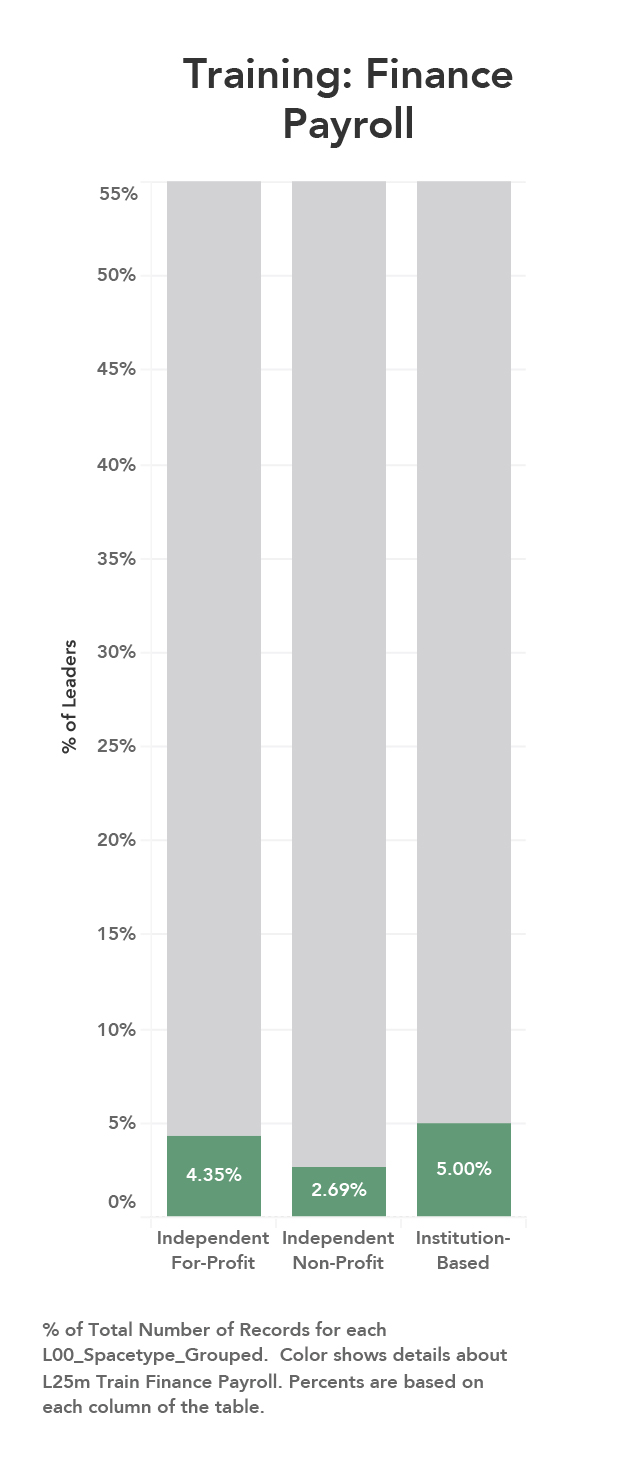 Training: Finance
Payroll
55%
50%
45%
40%
35%
30%
25%
20%
15%
10%
5%
0%
% of Leaders
4.35%
2.69%
5.00%
Independent
For-Profit
Independent
Non-Profit
Institution-
Based
% of Total Number of Records for each
L00_Spacetype_Grouped.  Color shows details about
L25m Train Finance Payroll. Percents are based on
each column of the table.